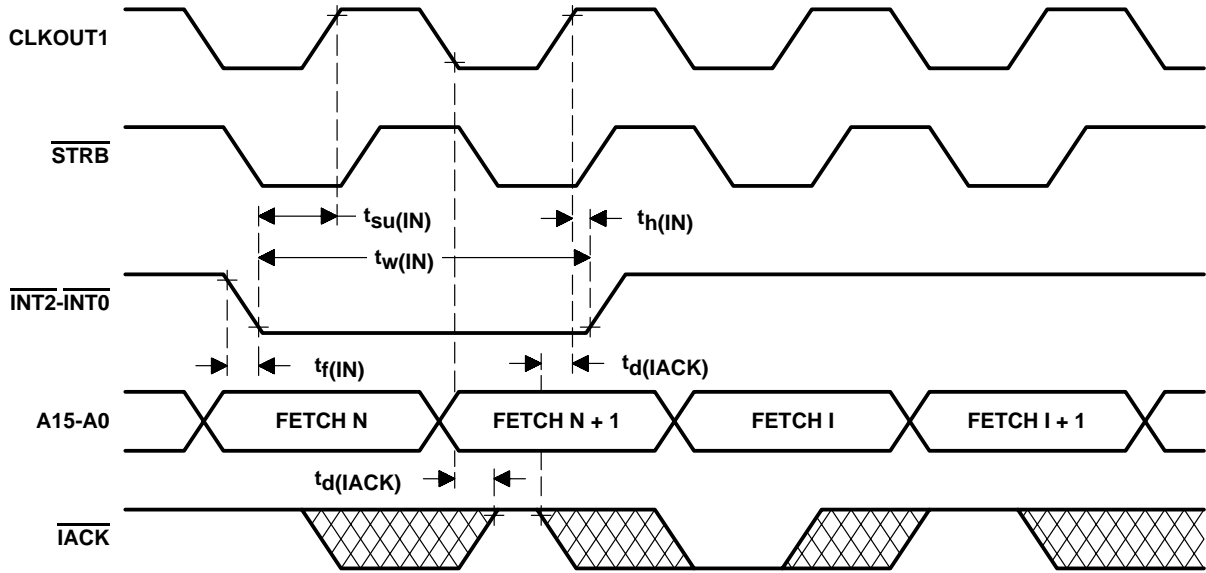 CLKOUT1
STRB
tsu(IN)
th(IN)
tw(IN)
INT2-INT0
tf(IN)
td(IACK)
A15-A0
FETCH N
FETCH N + 1
FETCH I
FETCH I + 1
td(IACK)
IACK